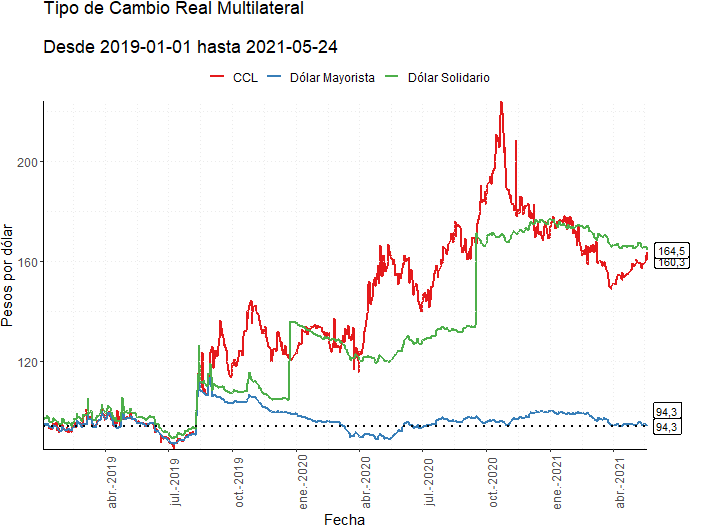 Tipo de Cambio Real Multilateral
Desde 2019-01-01 hasta 2021-05-24
CCL Dólar Mayorista Dólar Solidario
Pesos por dólar
200
160
120
164,5
160,3
94,3
94,3
abr.-2019 jul.-2019 oct.-2019 ene.-2020 abr.-2020 jul.-2020 oct.-2020 ene.-2021 abr.-2021
Fecha